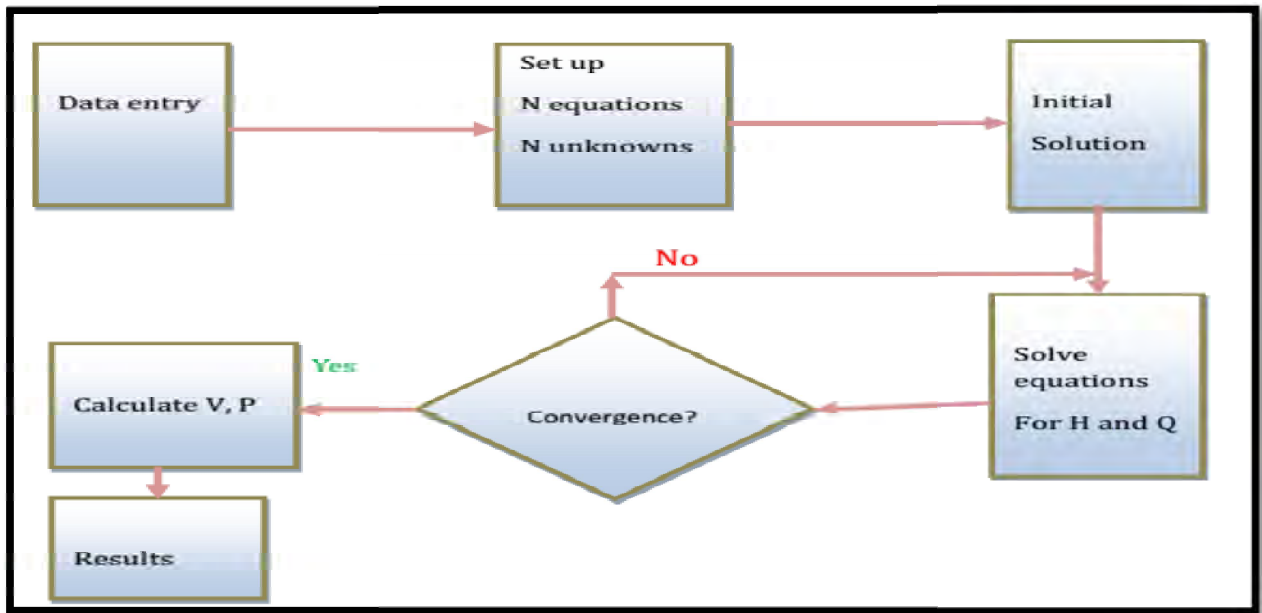 Data entry
Set up
N equations
N unknowns
Initial
Solution
No
Solve
equations
For H and Q
Convergence?
Yes
Calculate V, P
Results